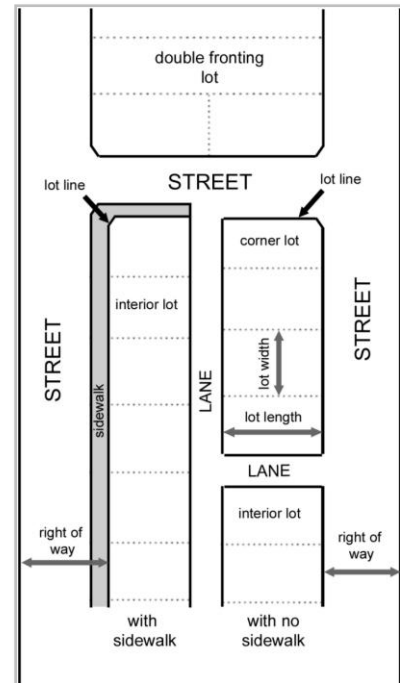 double fronting
lot
STREET
lot line
lot line
corner lot
interior lot
STREET
sidewalk
LANE
lot width
STREET
lot length
LANE
interior lot
right of
way
right of
way
with
sidewalk
with no
sidewalk